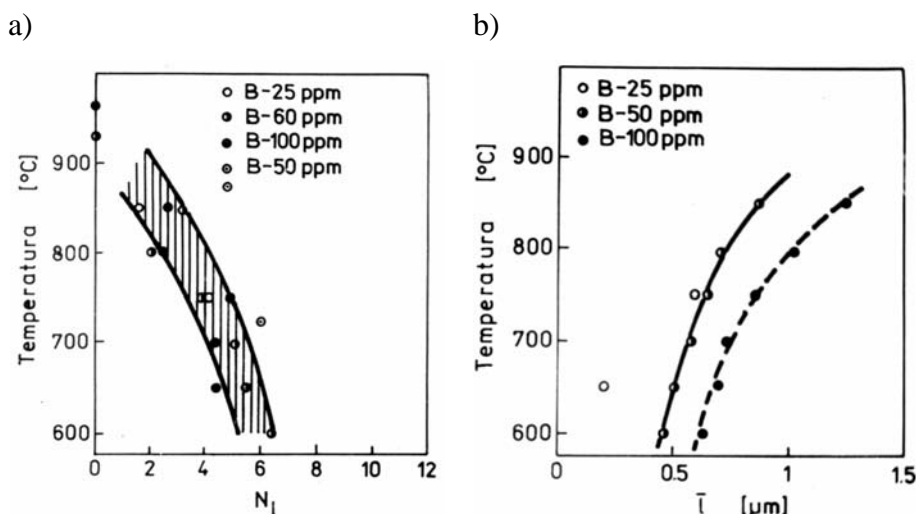 a)
B-25 ppm
B-60 ppm
B-100 ppm
B-50 ppm
Temperatura [°C]
900
800
700
600
0 2 4 6 8 10 12
N_l
b)
B-25 ppm
B-50 ppm
B-100 ppm
Temperatura [°C]
900
800
700
600
0 0.5 1 1.5
l̄ [μm]